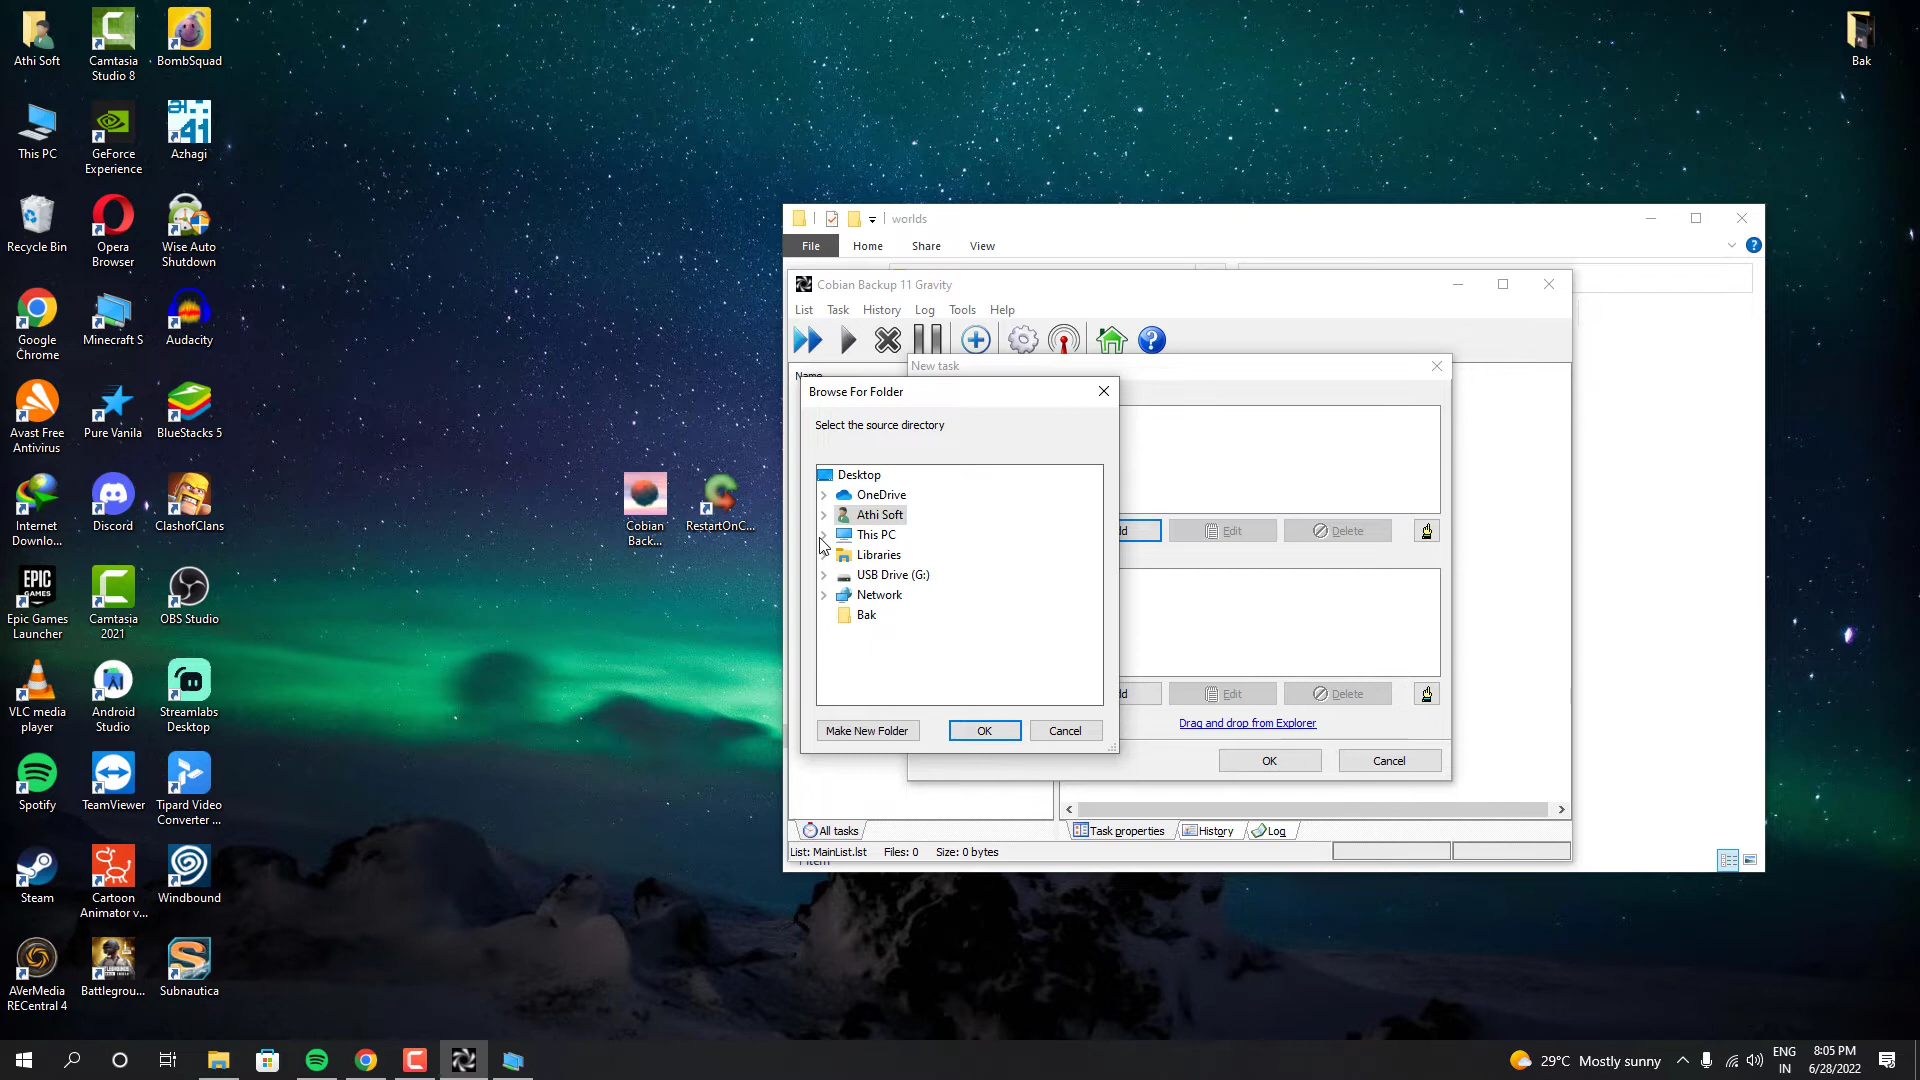 Athi Soft
Camtasia
Studio 8
BombSquad
This PC
GeForce
Experience
Azhagi
Recycle Bin
Opera
Browser
Wise Auto
Shutdown
Google
Chrome
Minecraft S
Audacity
Avast Free
Antivirus
Pure Vanila
BlueStacks 5
Internet
Downlo...
Discord
ClashofClans
EPIC
GAMES
Epic Games
Launcher
Camtasia
2021
OBS Studio
VLC media
player
Android
Studio
Streamlabs
Desktop
Spotify
TeamViewer
Tipard Video
Converter ...
Steam
Cartoon
Animator v...
Windbound
AVerMedia
RECentral 4
Battlegrou...
Subnautica
Cobian
Back...
RestartOnC...
Bak
worlds
File
Home
Share
View
Cobian Backup 11 Gravity
List
Task
History
Log
Tools
Help
Name
New task
Browse For Folder
Select the source directory
Desktop
OneDrive
Athi Soft
This PC
Libraries
USB Drive (G:)
Network
Bak
Make New Folder
OK
Cancel
Edit
Delete
Edit
Delete
Drag and drop from Explorer
OK
Cancel
All tasks
Task properties
History
Log
List: MainList.lst
Files: 0
Size: 0 bytes
29°C Mostly sunny
ENG
IN
8:05 PM
6/28/2022